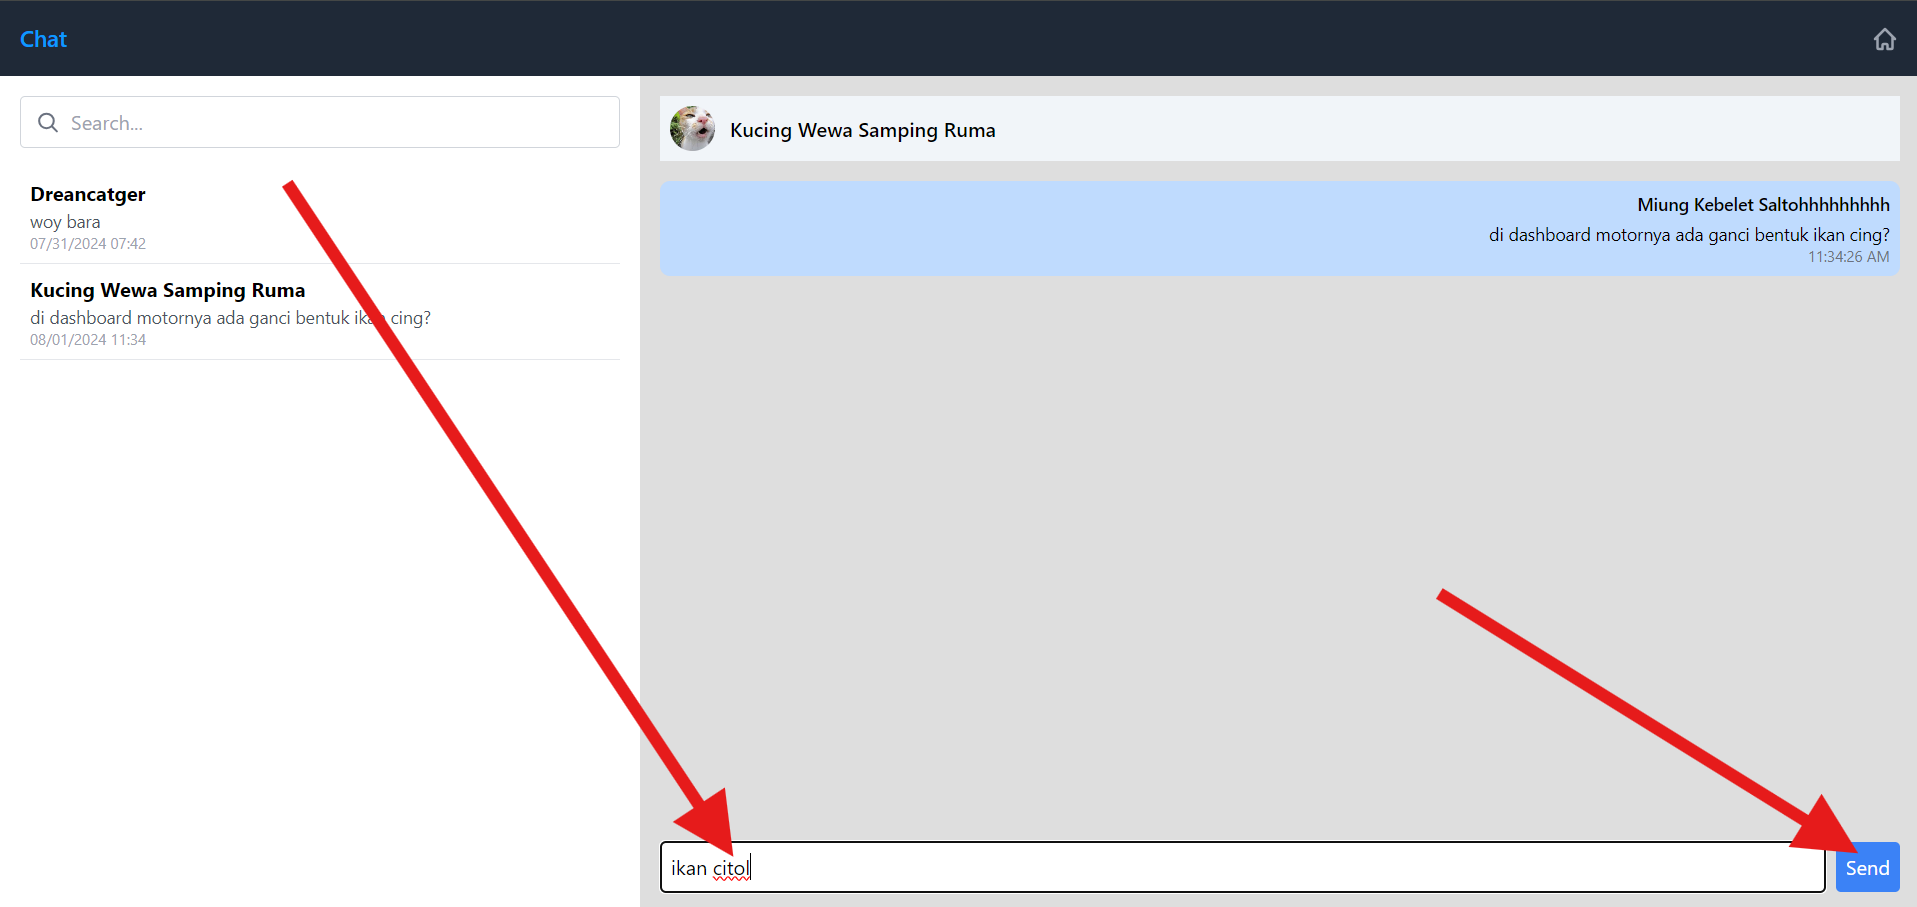 Chat
Search...
Dreancatger
woy bara
07/31/2024 07:42
Kucing Wewa Samping Ruma
di dashboard motornya ada ganci bentuk ikan cing?
08/01/2024 11:34
Kucing Wewa Samping Ruma
Miung Kebelet Saltohhhhhhhhh
di dashboard motornya ada ganci bentuk ikan cing?
11:34:26 AM
ikan citol
Send